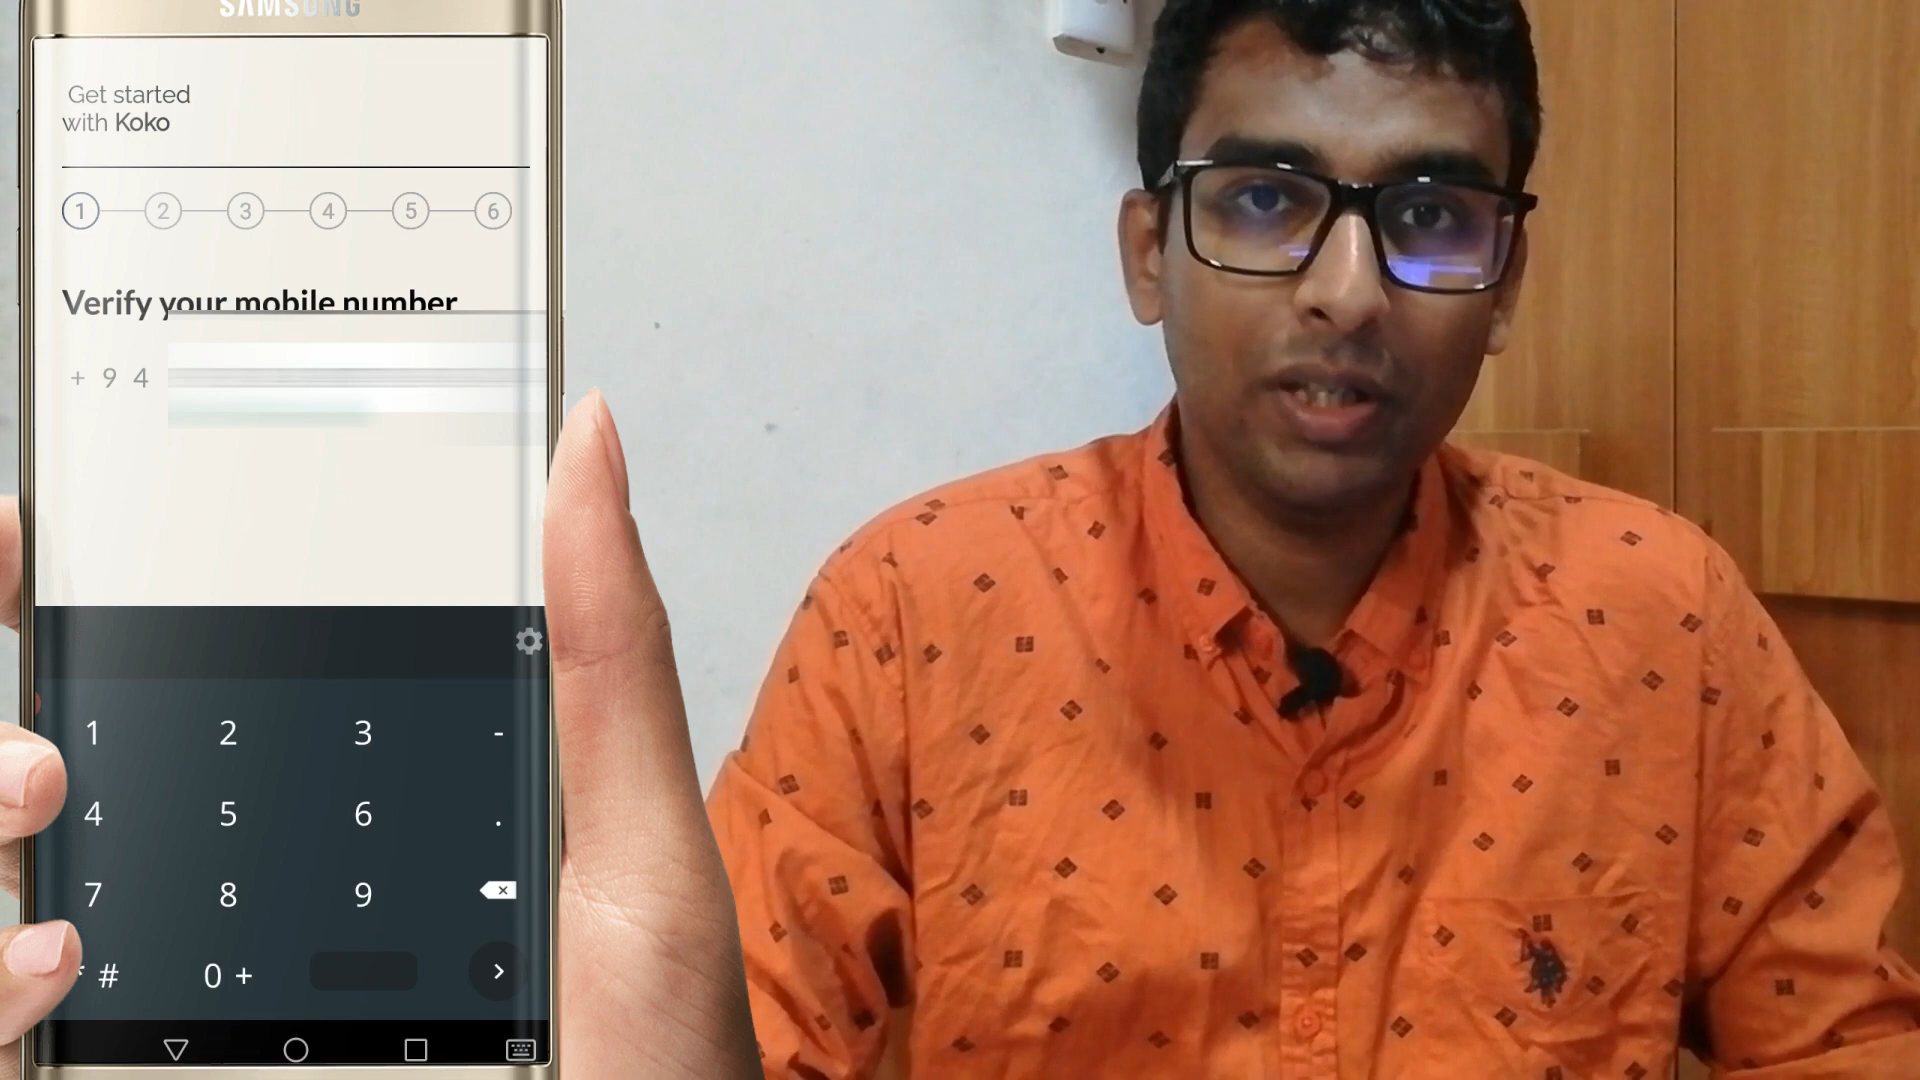 SAMSUNG
Get started
with Koko
1 2 3 4 5 6
Verify your mobile number
+ 9 4
1 2 3 -
4 5 6 .
7 8 9
* # 0 +